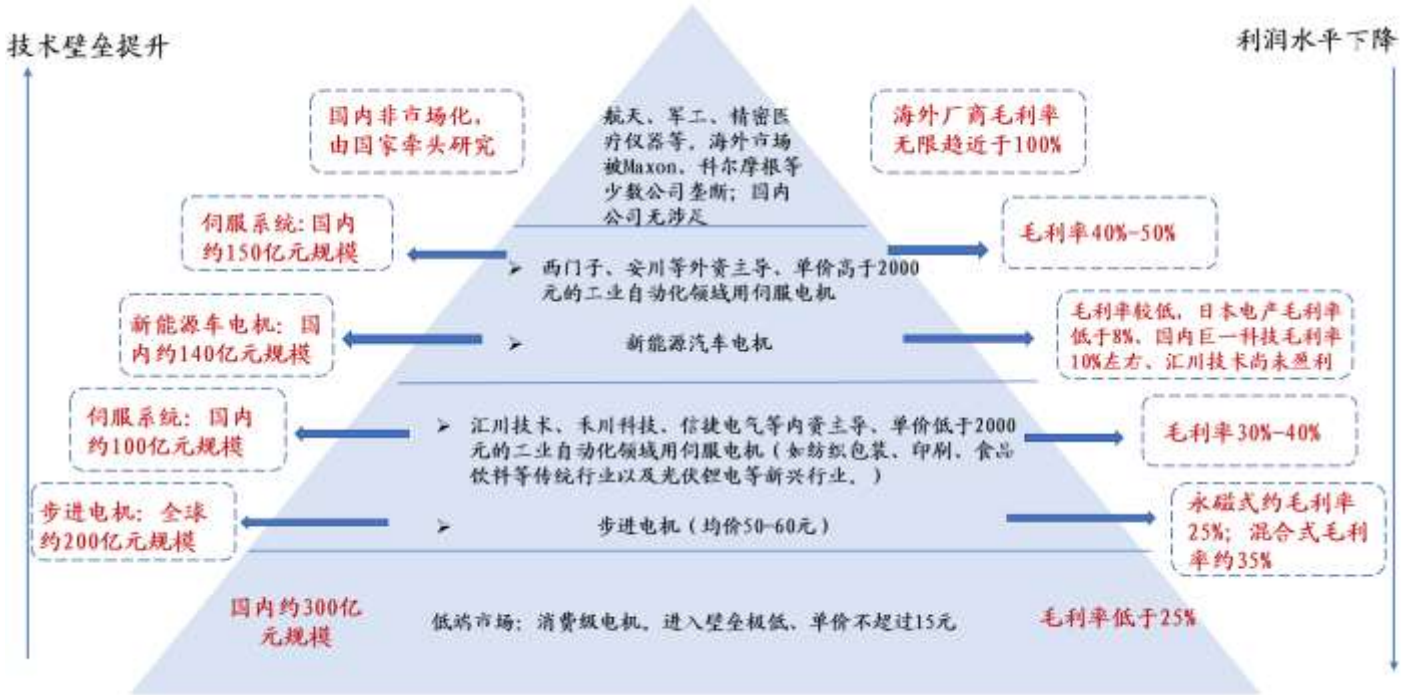 技术壁垒提升
利润水平下降
国内非市场化，
由国家牵头研究
航天、军工、精密医
疗仪器等。海外市场
被Maxon、科尔摩根等
少数公司垄断；国内
公司无涉足
海外厂商毛利率
无限趋近于100%
伺服系统：国内
约150亿元规模
➢ 西门子、安川等外资主导、单价高于2000
元的工业自动化领域用伺服电机
毛利率40%-50%
新能源车电机：国
内约140亿元规模
➢ 新能源汽车电机
毛利率较低，日本电产毛利率
低于8%、国内巨一科技毛利率
10%左右、汇川技术尚未盈利
伺服系统：国内
约100亿元规模
➢ 汇川技术、禾川科技、信捷电气等内资主导、单价低于2000
元的工业自动化领域用伺服电机（如纺织包装、印刷、食品
饮料等传统行业以及光伏锂电等新兴行业。）
毛利率30%-40%
步进电机：全球
约200亿元规模
➢ 步进电机（均价50-60元）
永磁式约毛利率
25%；混合式毛利
率约35%
国内约300亿
元规模
低端市场：消费级电机。进入壁垒极低、单价不超过15元
毛利率低于25%